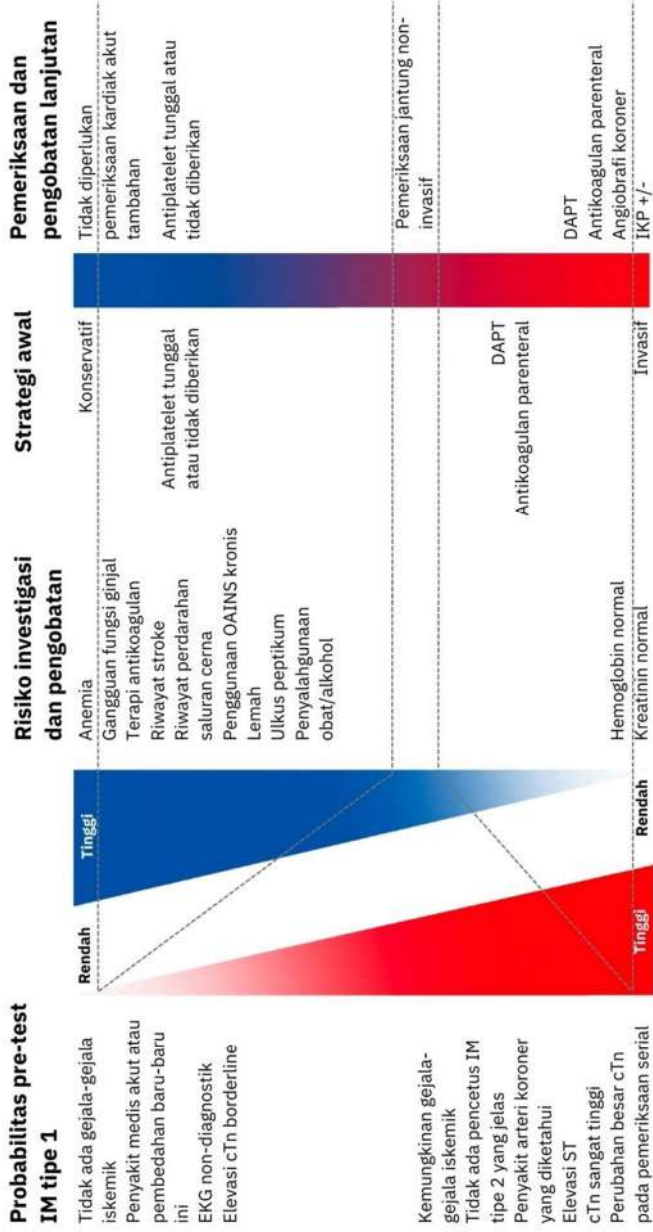 Probabilitas pre-test
IM tipe 1
Tidak ada gejala-gejala
iskemik
Penyakit medis akut atau
pembedahan baru-baru
ini
EKG non-diagnostik
Elevasi cTn borderline
Kemungkinan gejala-
gejala iskemik
Tidak ada pencetus IM
tipe 2 yang jelas
Penyakit arteri koroner
yang diketahui
Elevasi ST
cTn sangat tinggi
Perubahan besar cTn
pada pemeriksaan serial
Rendah
Tinggi
Tinggi
Rendah
Risiko investigasi
dan pengobatan
Anemia
Gangguan fungsi ginjal
Terapi antikoagulan
Riwayat stroke
Riwayat perdarahan
saluran cerna
Penggunaan OAINS kronis
Lemah
Ulkus peptikum
Penyalahgunaan
obat/alkohol
Hemoglobin normal
Kreatinin normal
Strategi awal
Konservatif
Antiplatelet tunggal
atau tidak diberikan
DAPT
Antikoagulan parenteral
Invasif
Pemeriksaan dan
pengobatan lanjutan
Tidak diperlukan
pemeriksaan kardiak akut
tambahan
Antiplatelet tunggal atau
tidak diberikan
Pemeriksaan jantung non-
invasif
DAPT
Antikoagulan parenteral
Angiobrafi koroner
IKP +/-